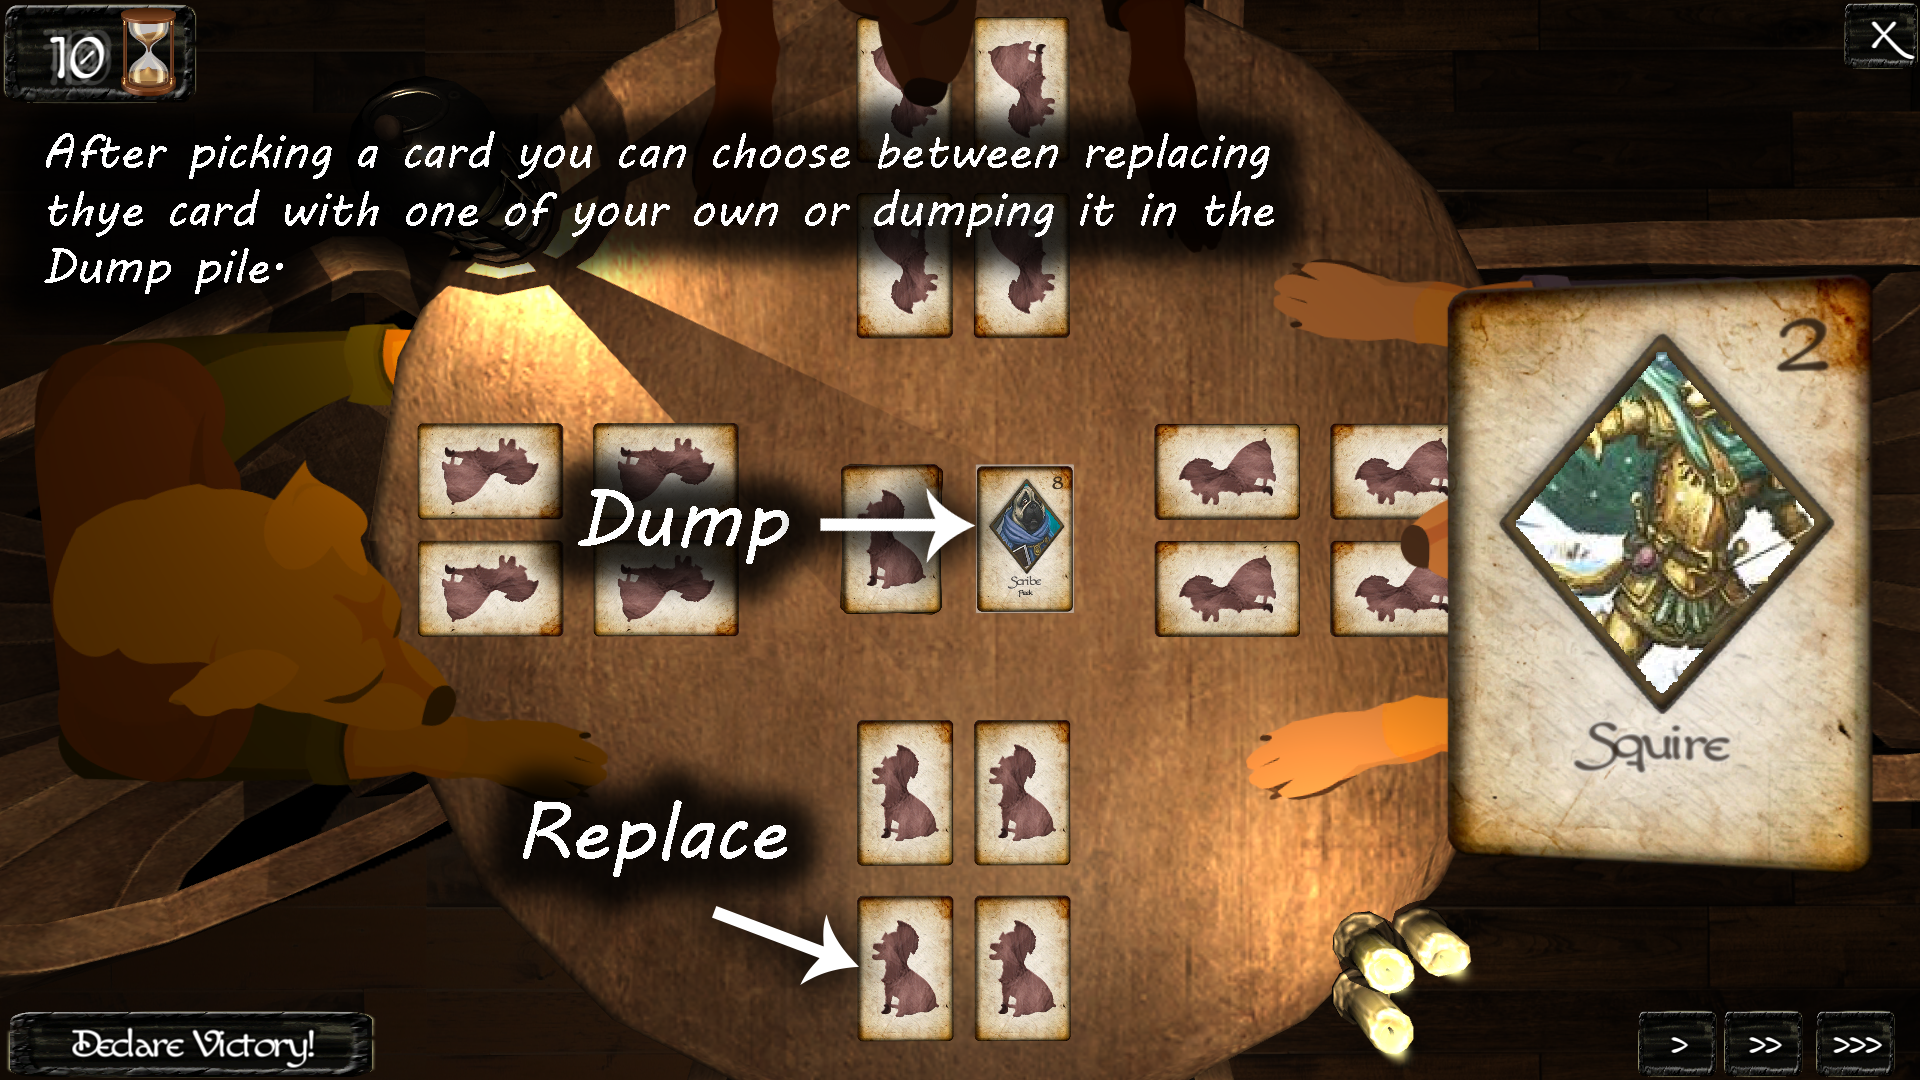 10
X
After picking a card you can choose between replacing
thye card with one of your own or dumping it in the
Dump pile.
2
Dump
8
Scribe
Peek
Squire
Replace
Declare Victory!
> >> >>>